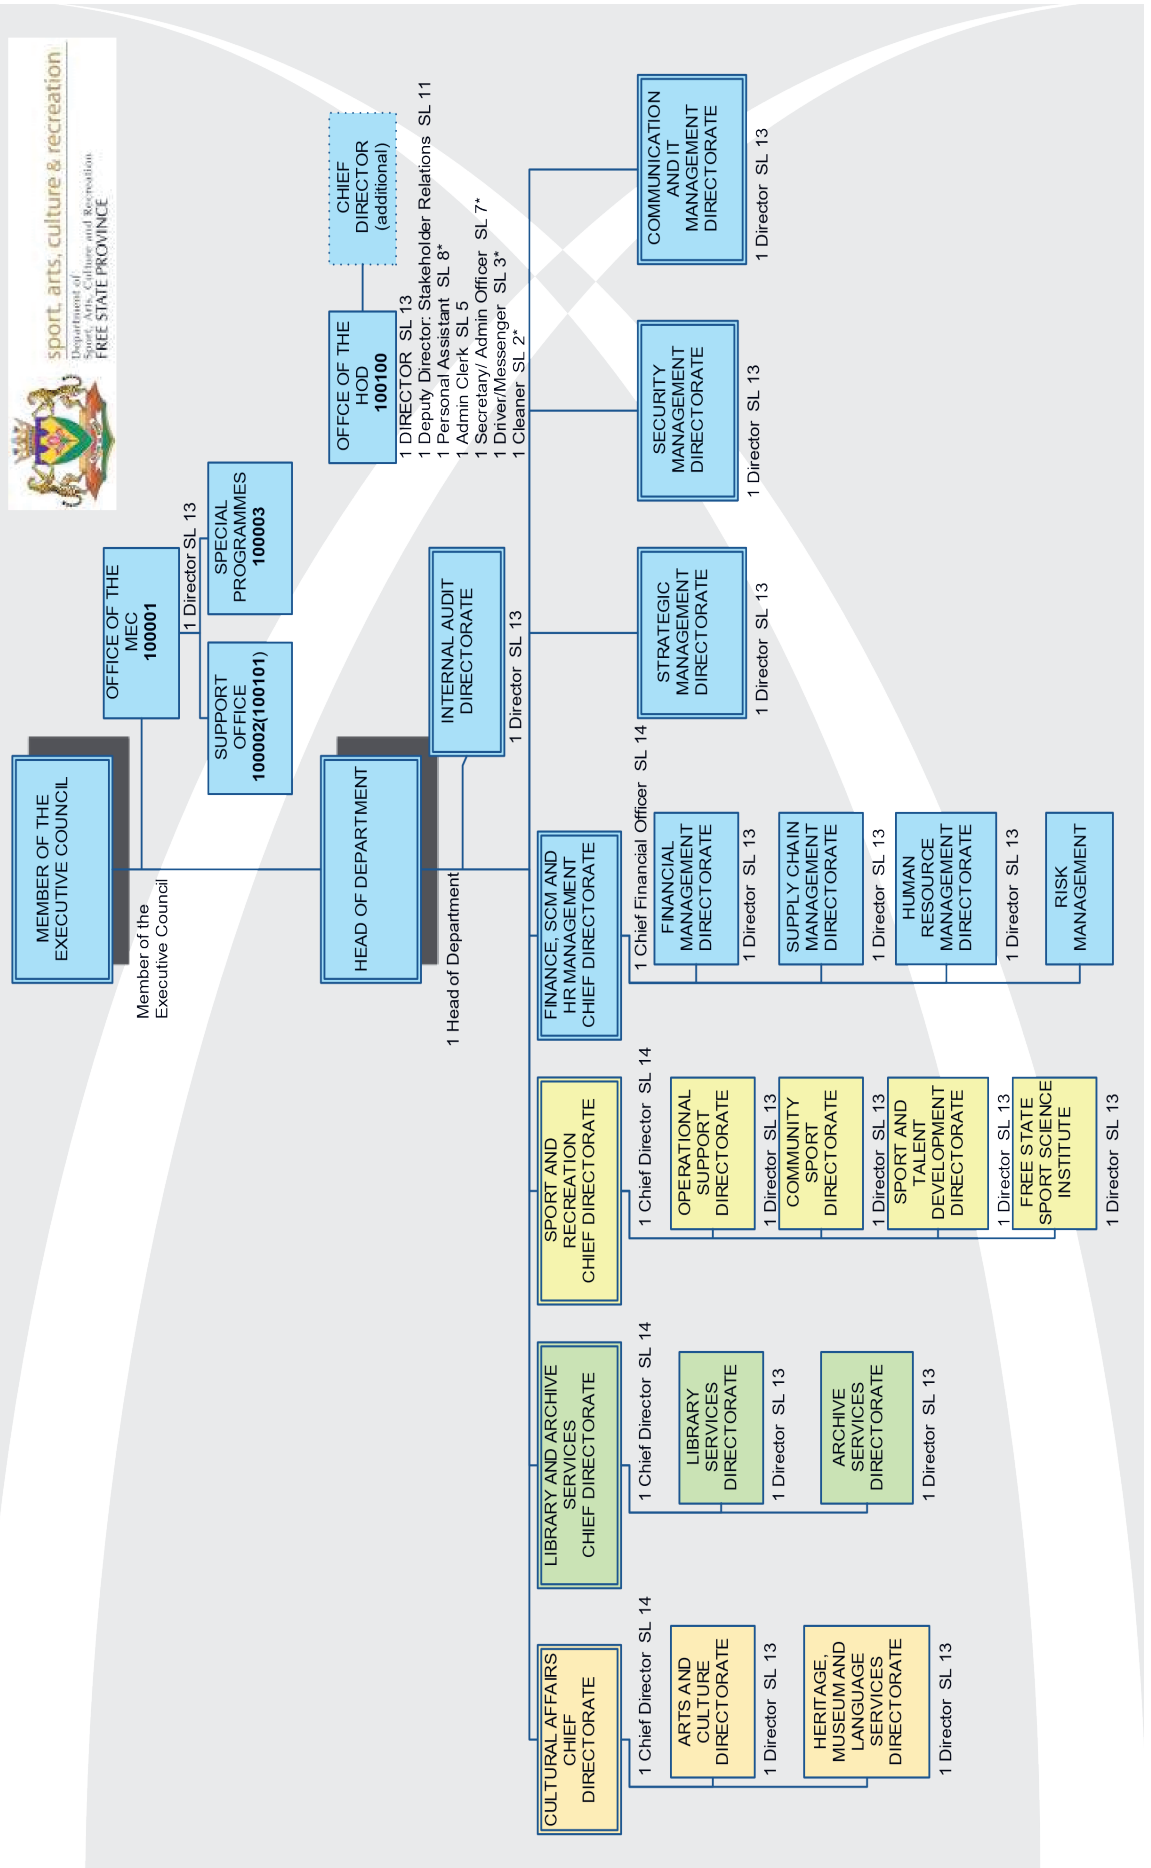 sport, arts, culture & recreation
Department of
Sport, Arts, Culture and Recreation
FREE STATE PROVINCE
MEMBER OF THE
EXECUTIVE COUNCIL
Member of the
Executive Council
OFFICE OF THE
MEC
100001
1 Director SL 13
SUPPORT
OFFICE
100002(100101)
SPECIAL
PROGRAMMES
100003
HEAD OF DEPARTMENT
1 Head of Department
OFFCE OF THE
HOD
100100
CHIEF
DIRECTOR
(additional)
1 DIRECTOR SL 13
1 Deputy Director: Stakeholder Relations SL 11
1 Personal Assistant SL 8*
1 Admin Clerk SL 5
1 Secretary/ Admin Officer SL 7*
1 Driver/Messenger SL 3*
1 Cleaner SL 2*
INTERNAL AUDIT
DIRECTORATE
1 Director SL 13
CULTURAL AFFAIRS
CHIEF
DIRECTORATE
1 Chief Director SL 14
ARTS AND
CULTURE
DIRECTORATE
1 Director SL 13
HERITAGE,
MUSEUM AND
LANGUAGE
SERVICES
DIRECTORATE
1 Director SL 13
LIBRARY AND ARCHIVE
SERVICES
CHIEF DIRECTORATE
1 Chief Director SL 14
LIBRARY
SERVICES
DIRECTORATE
1 Director SL 13
ARCHIVE
SERVICES
DIRECTORATE
1 Director SL 13
SPORT AND
RECREATION
CHIEF DIRECTORATE
1 Chief Director SL 14
OPERATIONAL
SUPPORT
DIRECTORATE
1 Director SL 13
COMMUNITY
SPORT
DIRECTORATE
1 Director SL 13
SPORT AND
TALENT
DEVELOPMENT
DIRECTORATE
1 Director SL 13
FREE STATE
SPORT SCIENCE
INSTITUTE
1 Director SL 13
FINANCE, SCM AND
HR MANAGEMENT
CHIEF DIRECTORATE
1 Chief Financial Officer SL 14
FINANCIAL
MANAGEMENT
DIRECTORATE
1 Director SL 13
SUPPLY CHAIN
MANAGEMENT
DIRECTORATE
1 Director SL 13
HUMAN
RESOURCE
MANAGEMENT
DIRECTORATE
1 Director SL 13
RISK
MANAGEMENT
STRATEGIC
MANAGEMENT
DIRECTORATE
1 Director SL 13
SECURITY
MANAGEMENT
DIRECTORATE
1 Director SL 13
COMMUNICATION
AND IT
MANAGEMENT
DIRECTORATE
1 Director SL 13